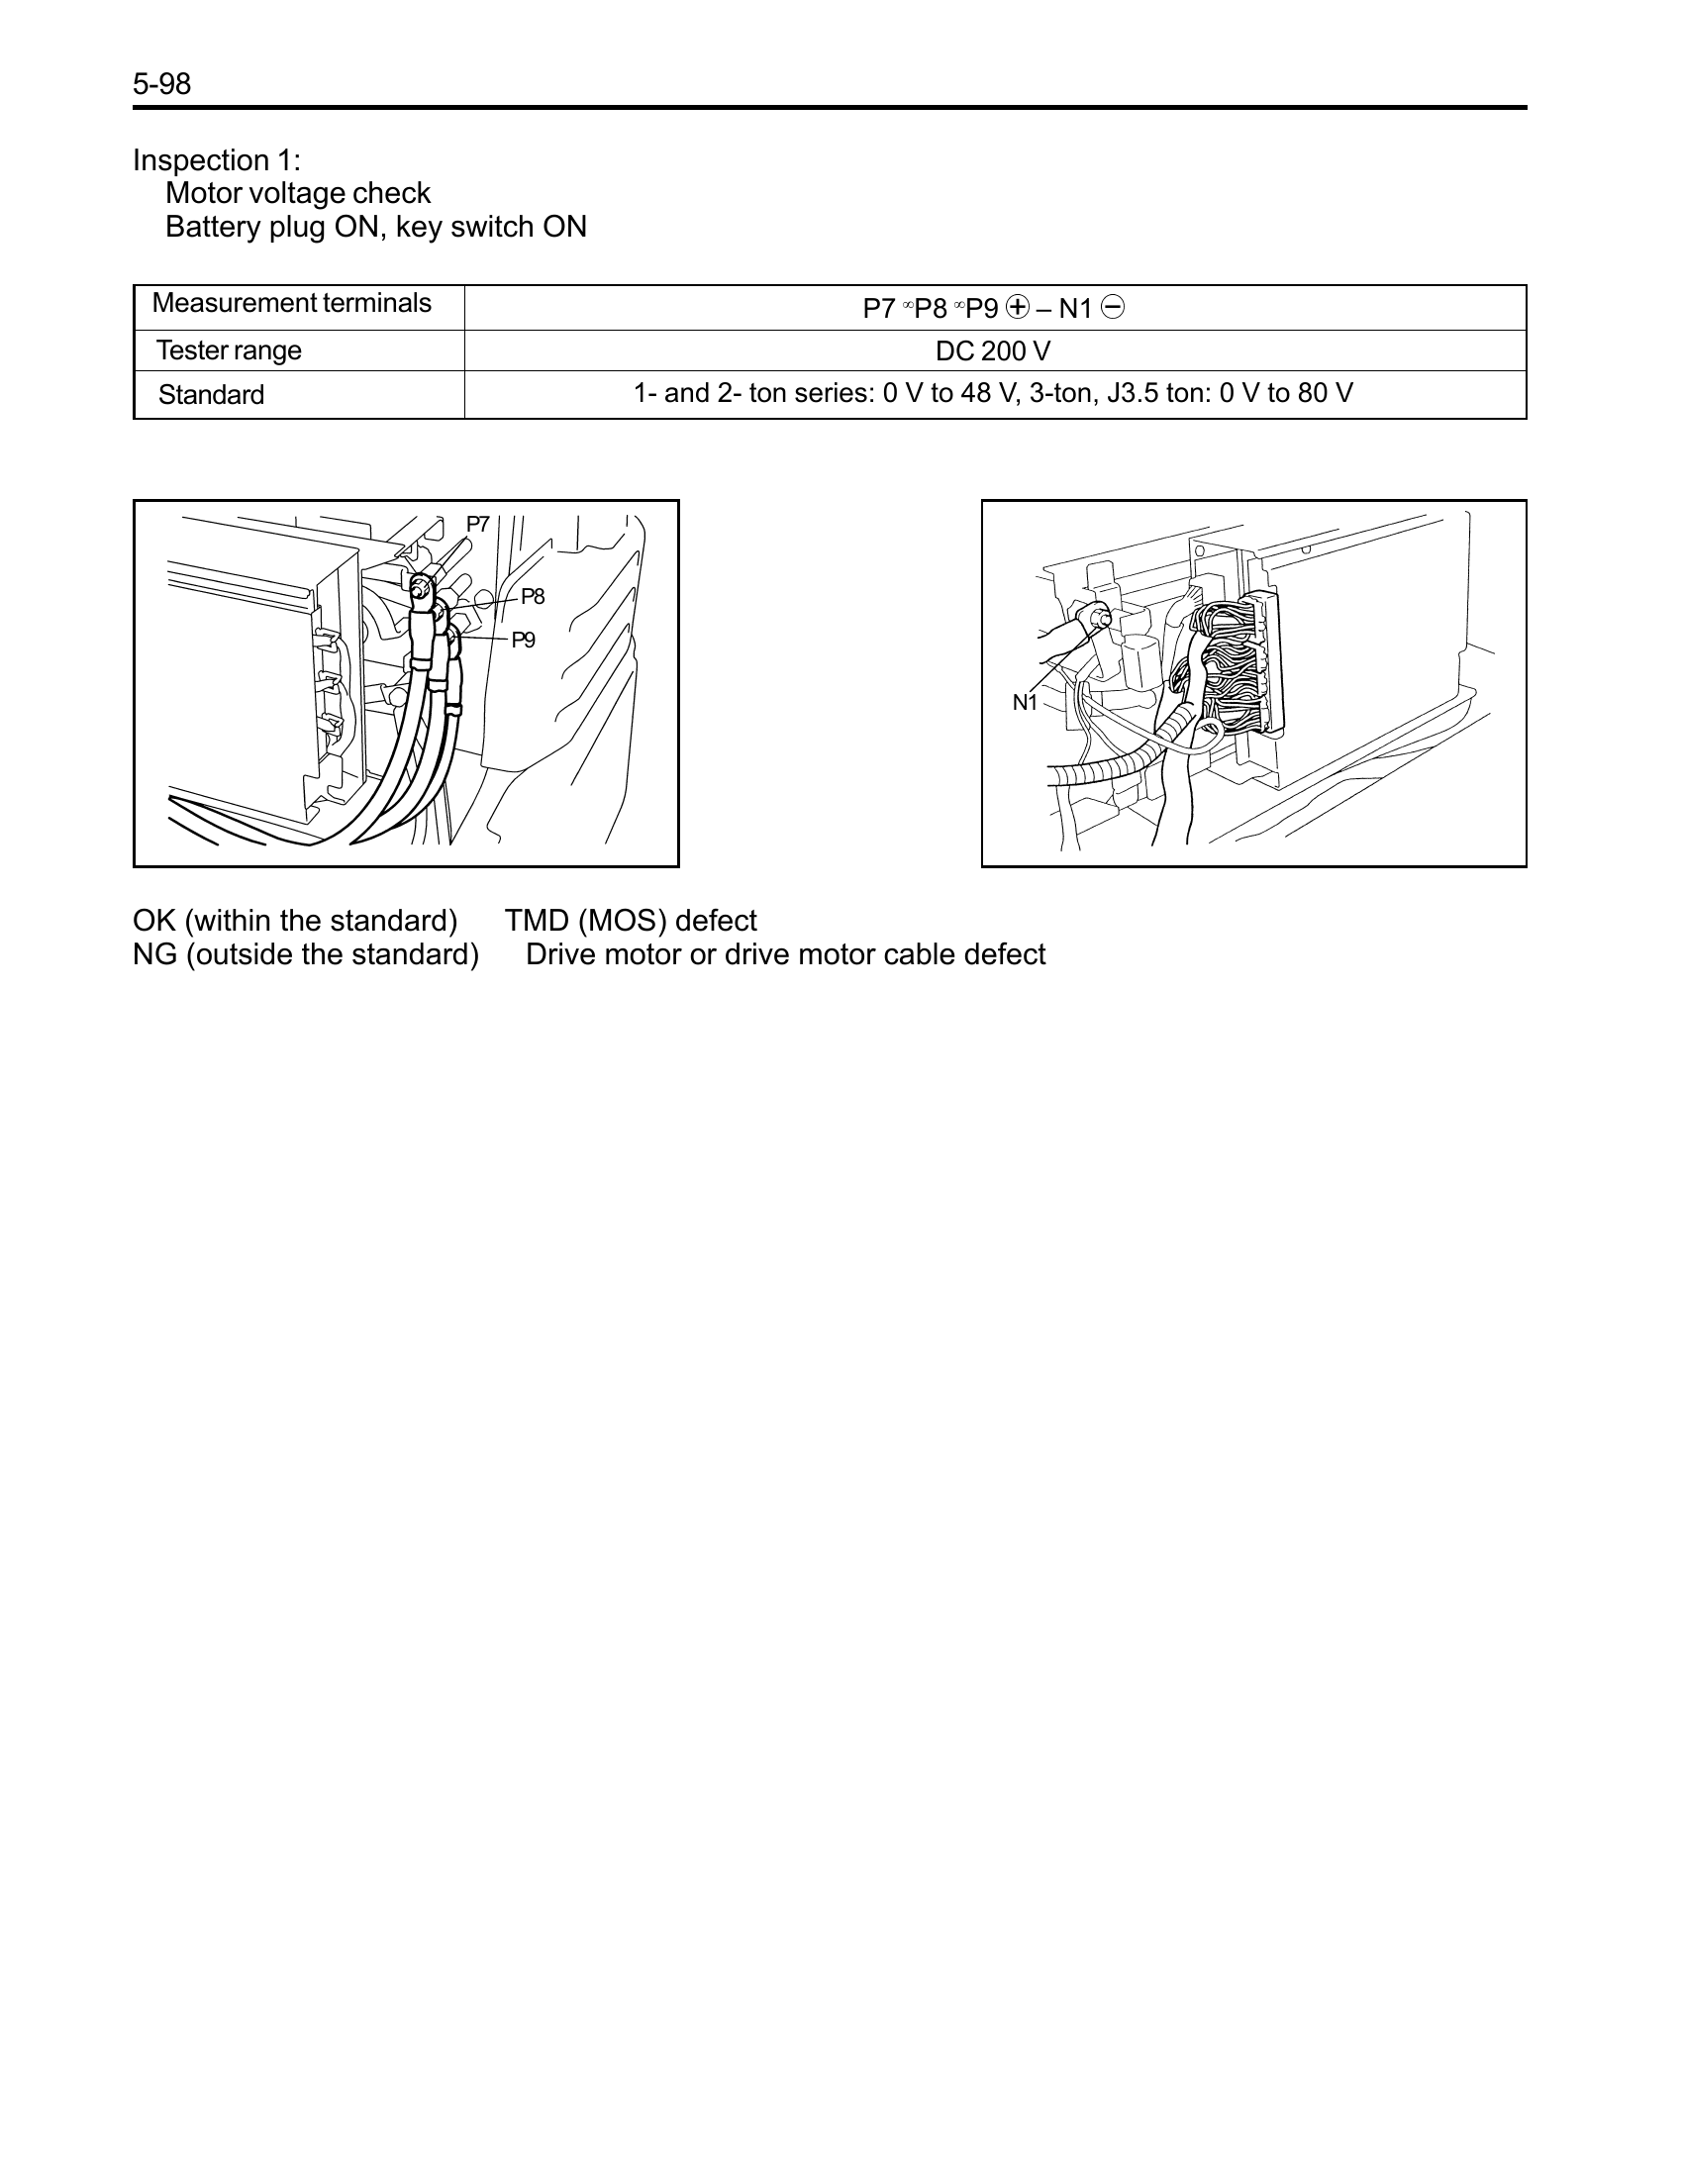 5-98
Inspection 1:
Motor voltage check
Battery plug ON, key switch ON
Measurement terminals P7 ∞P8 ∞P9 ⊕ – N1 ⊖
Tester range DC 200 V
Standard 1- and 2- ton series: 0 V to 48 V, 3-ton, J3.5 ton: 0 V to 80 V
P7
P8
P9
N1
OK (within the standard) TMD (MOS) defect
NG (outside the standard) Drive motor or drive motor cable defect